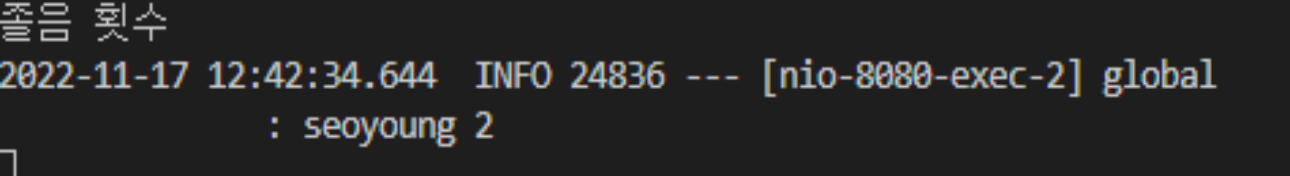 졸음 횟수
2022-11-17 12:42:34.644  INFO 24836 --- [nio-8080-exec-2] global
: seoyoung 2